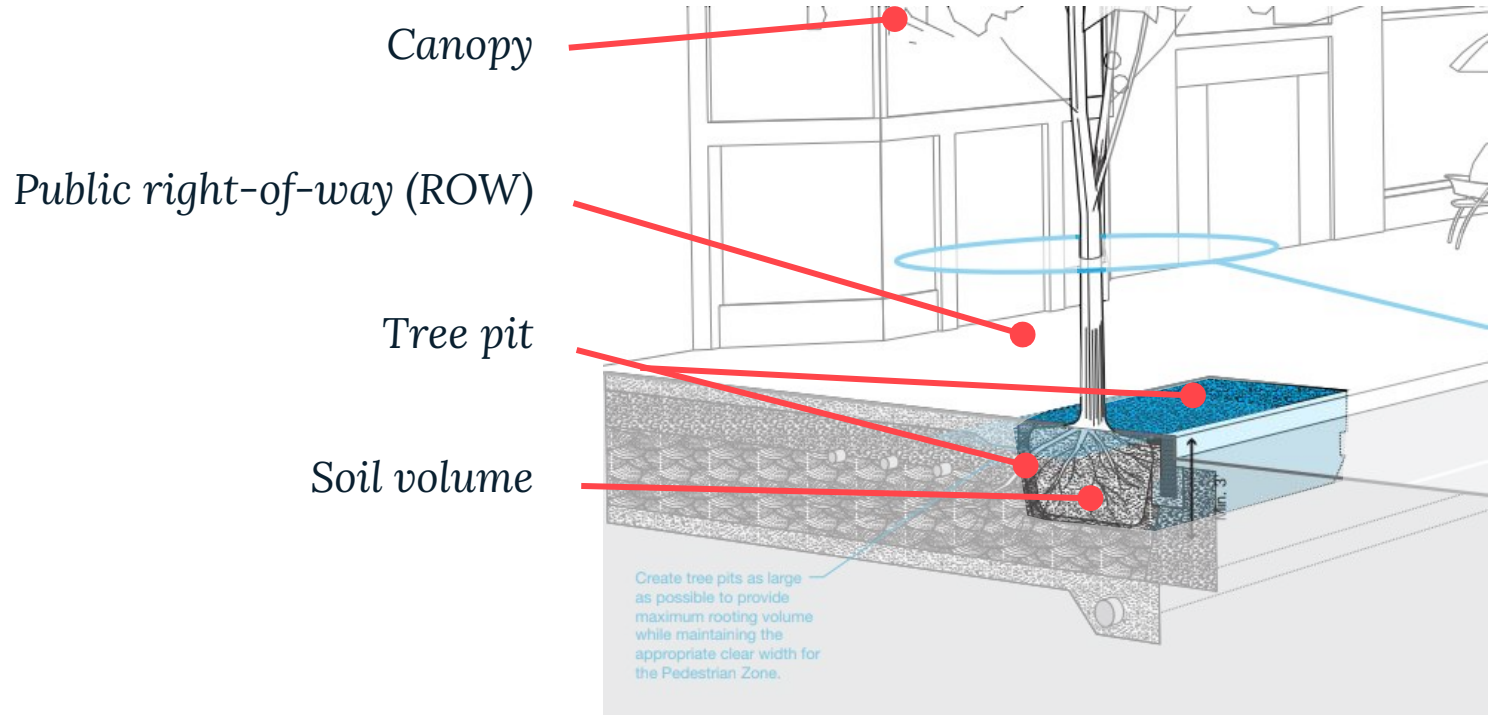 Canopy
Public right-of-way (ROW)
Tree pit
Soil volume
Min. 3'
Create tree pits as large
as possible to provide
maximum rooting volume
while maintaining the
appropriate clear width for
the Pedestrian Zone.